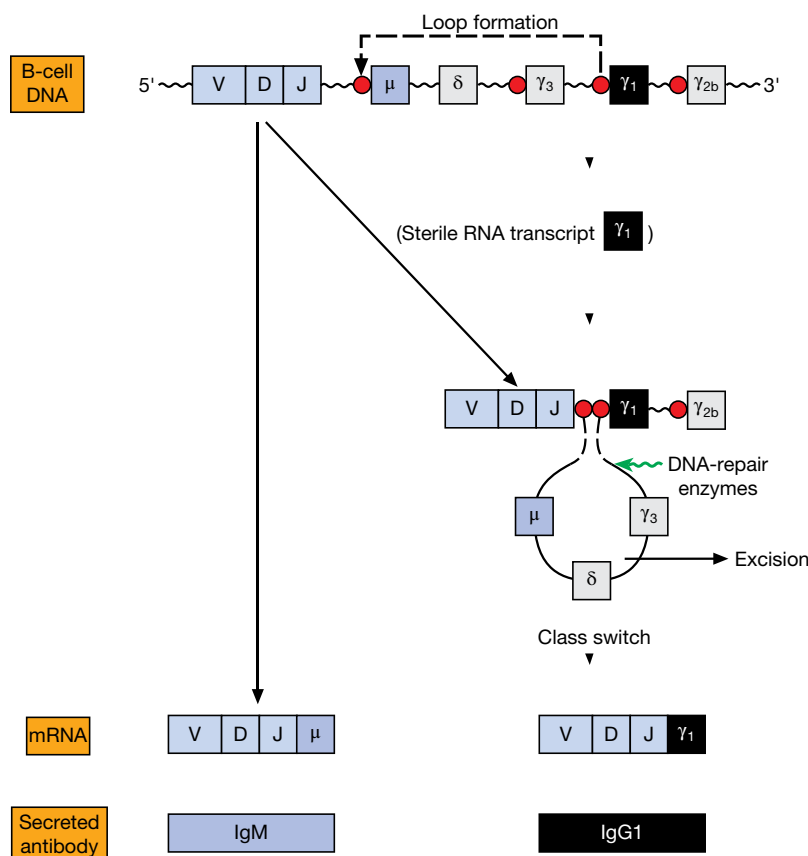 Loop formation
B-cell
DNA
5' V D J μ δ γ3 γ1 γ2b 3'
(Sterile RNA transcript γ1 )
V D J γ1 γ2b
DNA-repair
enzymes
μ γ3
Excision
δ
Class switch
mRNA
V D J μ
V D J γ1
Secreted
antibody
IgM
IgG1